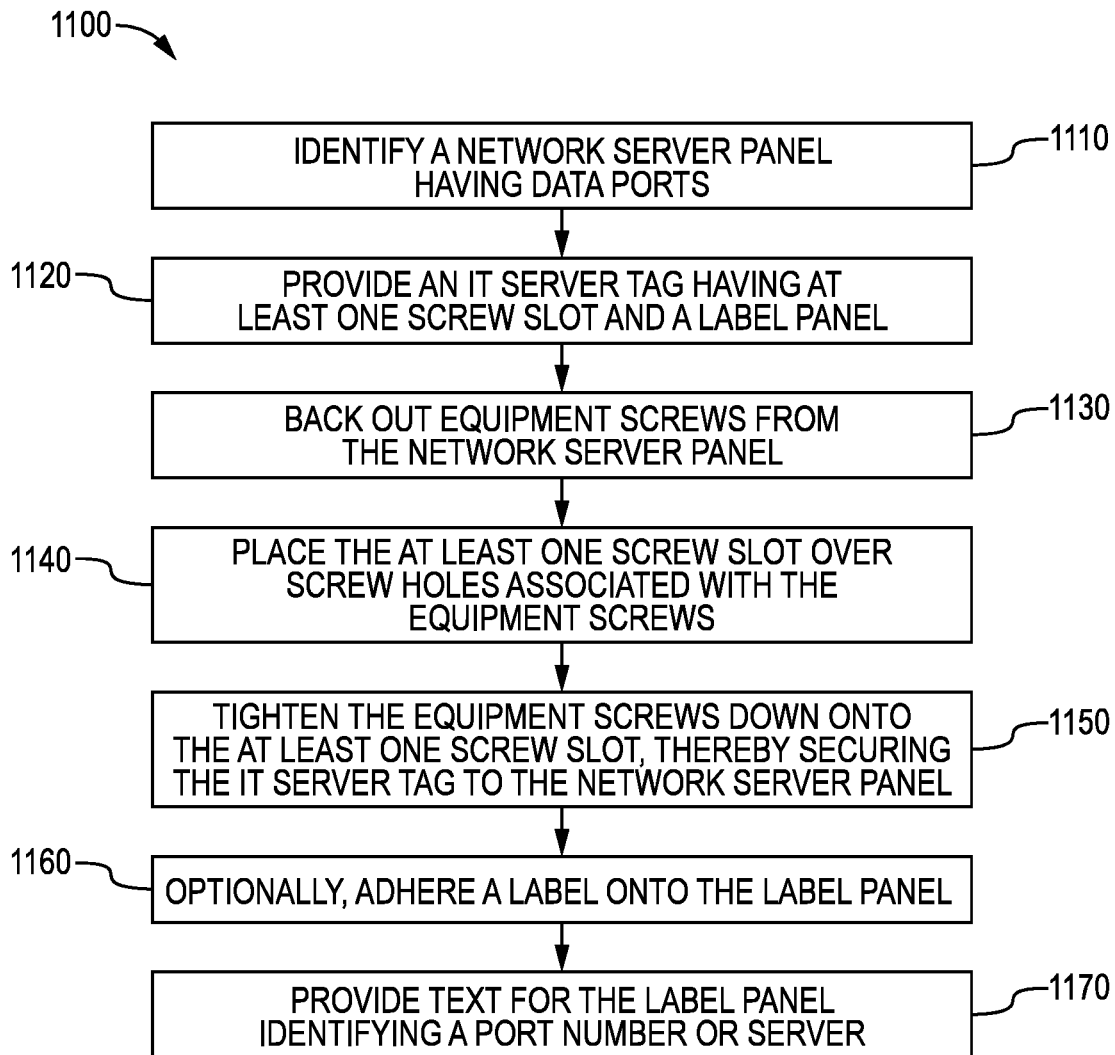 1100
IDENTIFY A NETWORK SERVER PANEL
HAVING DATA PORTS
1110
1120
PROVIDE AN IT SERVER TAG HAVING AT
LEAST ONE SCREW SLOT AND A LABEL PANEL
BACK OUT EQUIPMENT SCREWS FROM
THE NETWORK SERVER PANEL
1130
1140
PLACE THE AT LEAST ONE SCREW SLOT OVER
SCREW HOLES ASSOCIATED WITH THE
EQUIPMENT SCREWS
TIGHTEN THE EQUIPMENT SCREWS DOWN ONTO
THE AT LEAST ONE SCREW SLOT, THEREBY SECURING
THE IT SERVER TAG TO THE NETWORK SERVER PANEL
1150
1160
OPTIONALLY, ADHERE A LABEL ONTO THE LABEL PANEL
PROVIDE TEXT FOR THE LABEL PANEL
IDENTIFYING A PORT NUMBER OR SERVER
1170